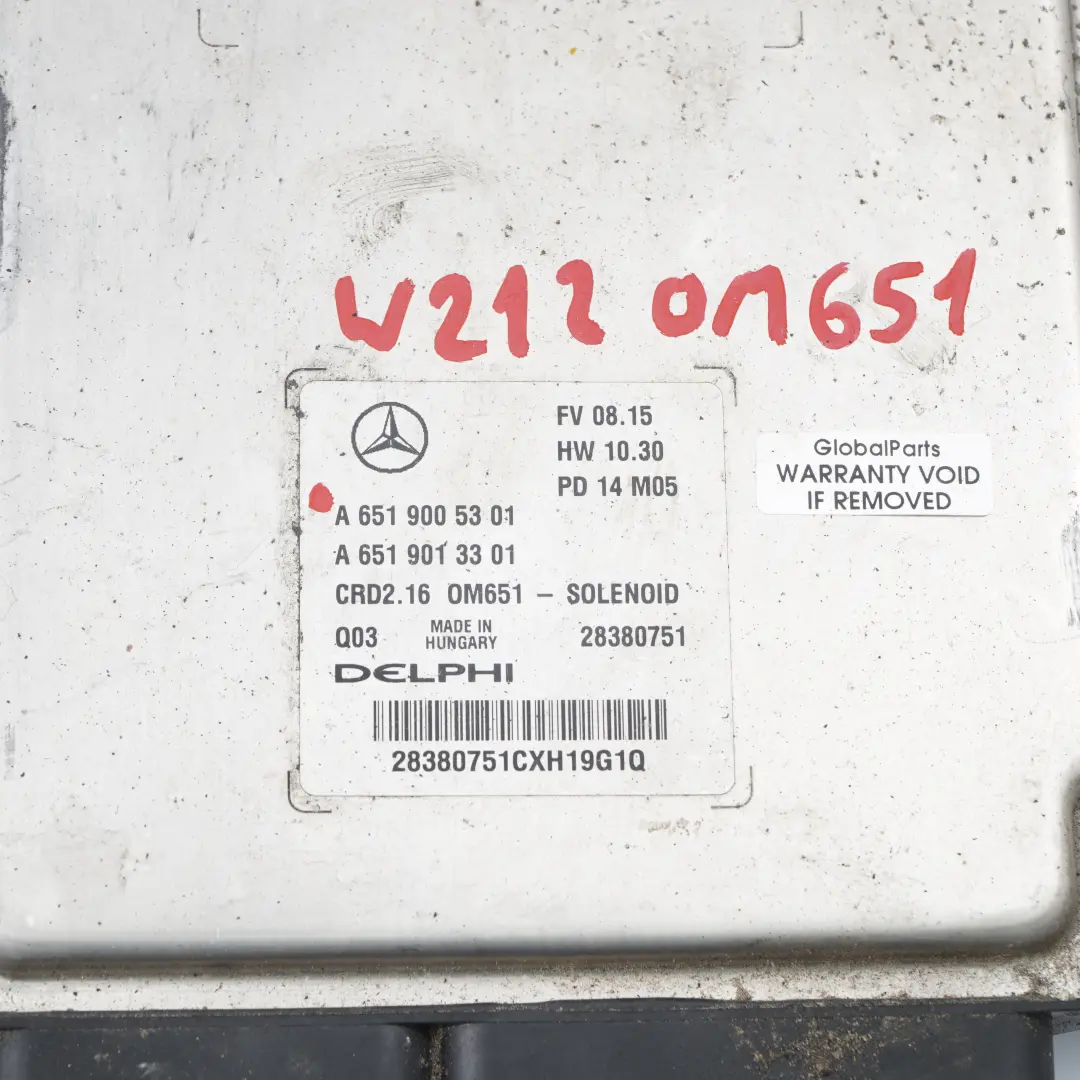 W212 OM651
FV 08.15
HW 10.30
PD 14 M05
GlobalParts
WARRANTY VOID
IF REMOVED
A 651 900 53 01
A 651 901 33 01
CRD2.16 OM651 – SOLENOID
Q03 MADE IN HUNGARY 28380751
DELPHI
28380751CXH19G1Q